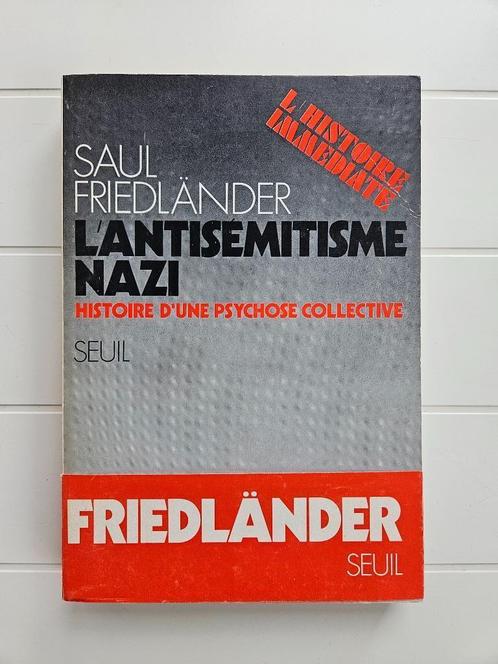 L'HISTOIRE
IMMÉDIATE
SAUL
FRIEDLÄNDER
L'ANTISÉMITISME
NAZI
HISTOIRE D'UNE PSYCHOSE COLLECTIVE
SEUIL
FRIEDLÄNDER
SEUIL